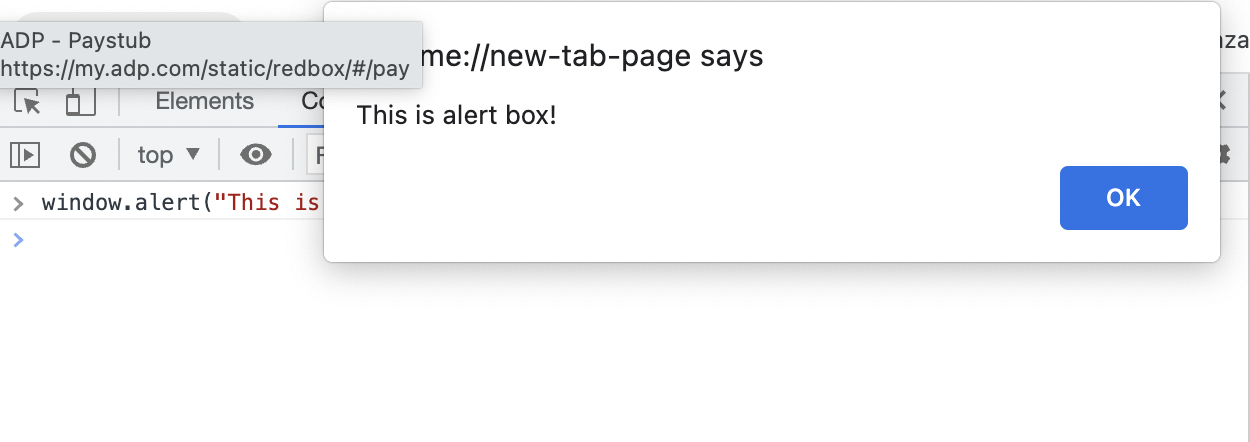 ADP - Paystub
https://my.adp.com/static/redbox/#/pay
me://new-tab-page says
This is alert box!
OK
Elements
top
window.alert("This is